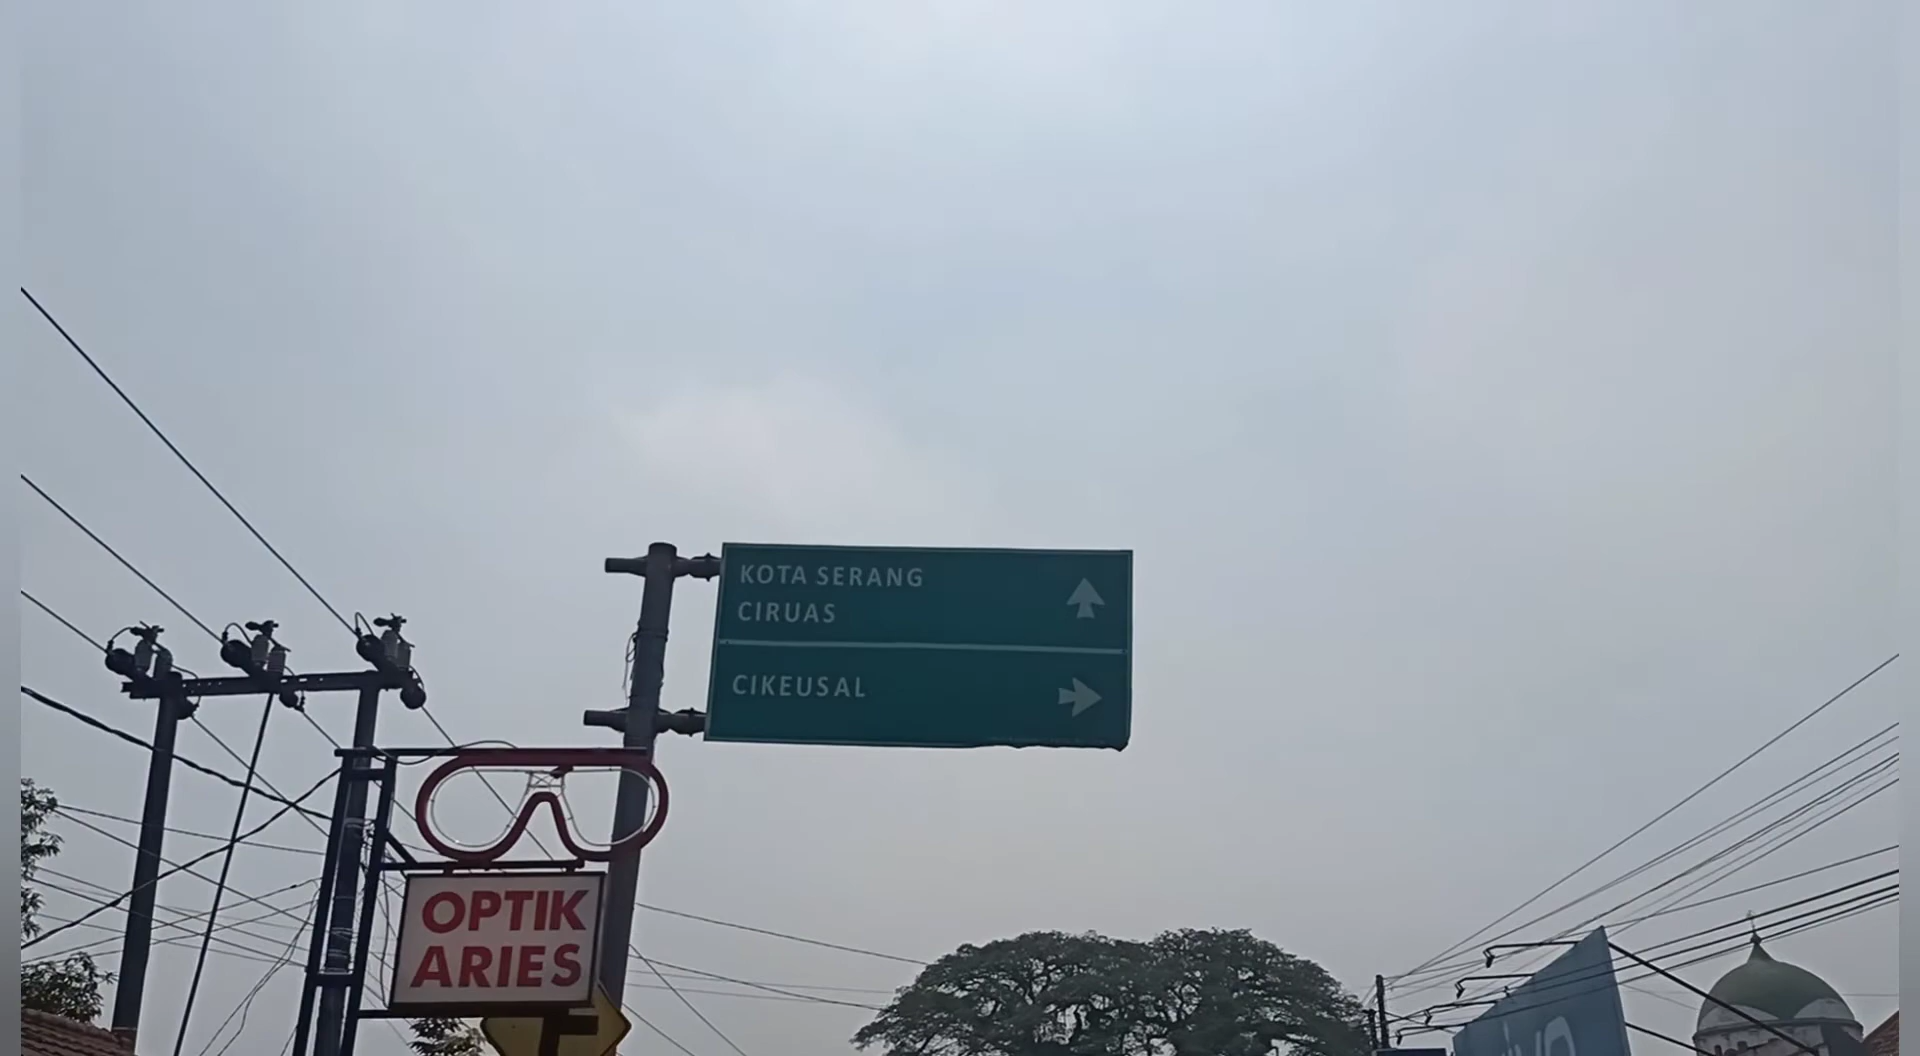 KOTA SERANG
CIRUAS
CIKEUSAL
OPTIK
ARIES